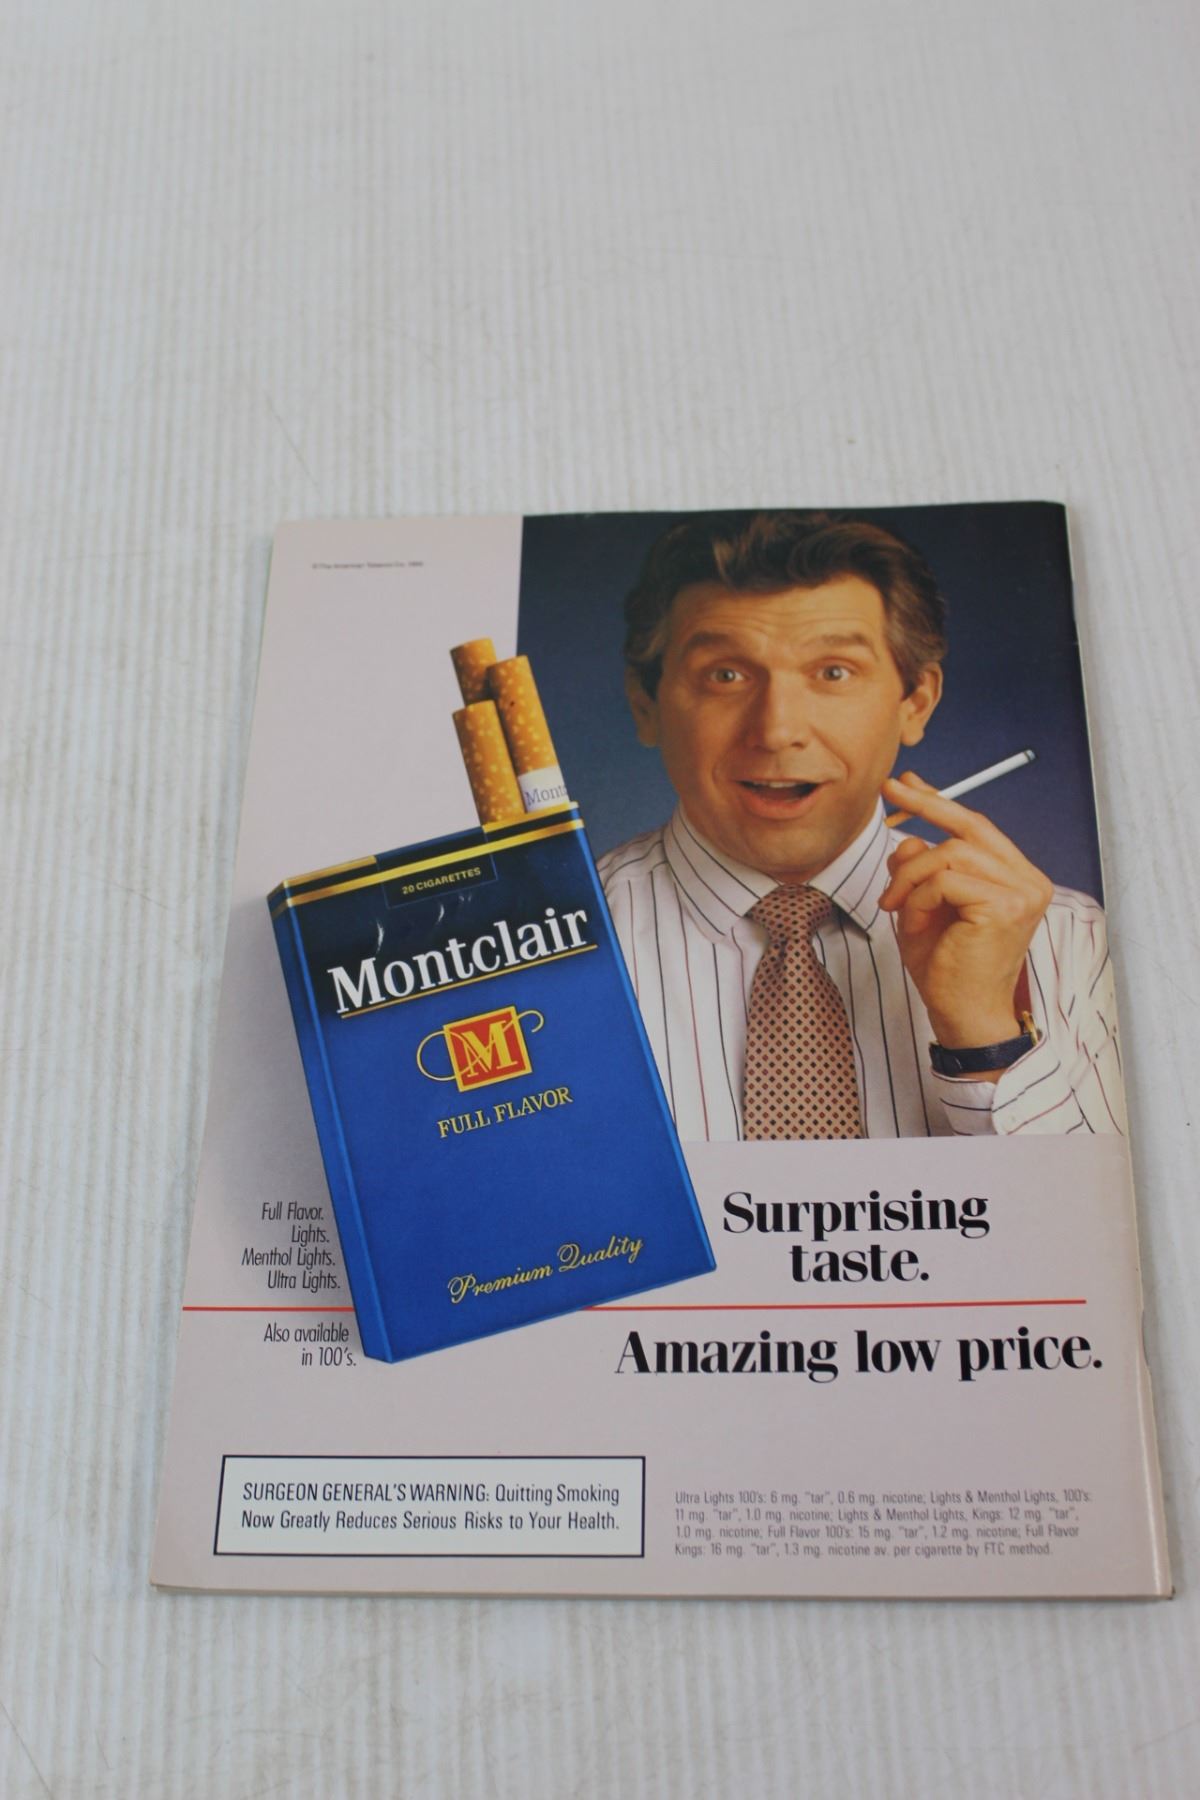 ©The American Tobacco Co.
Mont
20 CIGARETTES
Montclair
M
FULL FLAVOR
Premium Quality
Full Flavor.
Lights.
Menthol Lights.
Ultra Lights.
Also available
in 100's.
Surprising
taste.
Amazing low price.
SURGEON GENERAL'S WARNING: Quitting Smoking
Now Greatly Reduces Serious Risks to Your Health.
Ultra Lights 100's: 6 mg. "tar", 0.6 mg. nicotine; Lights & Menthol Lights, 100's:
11 mg. "tar", 1.0 mg. nicotine; Lights & Menthol Lights, Kings: 12 mg. "tar",
1.0 mg. nicotine; Full Flavor 100's: 15 mg. "tar", 1.2 mg. nicotine; Full Flavor
Kings: 16 mg. "tar", 1.3 mg. nicotine av. per cigarette by FTC method.